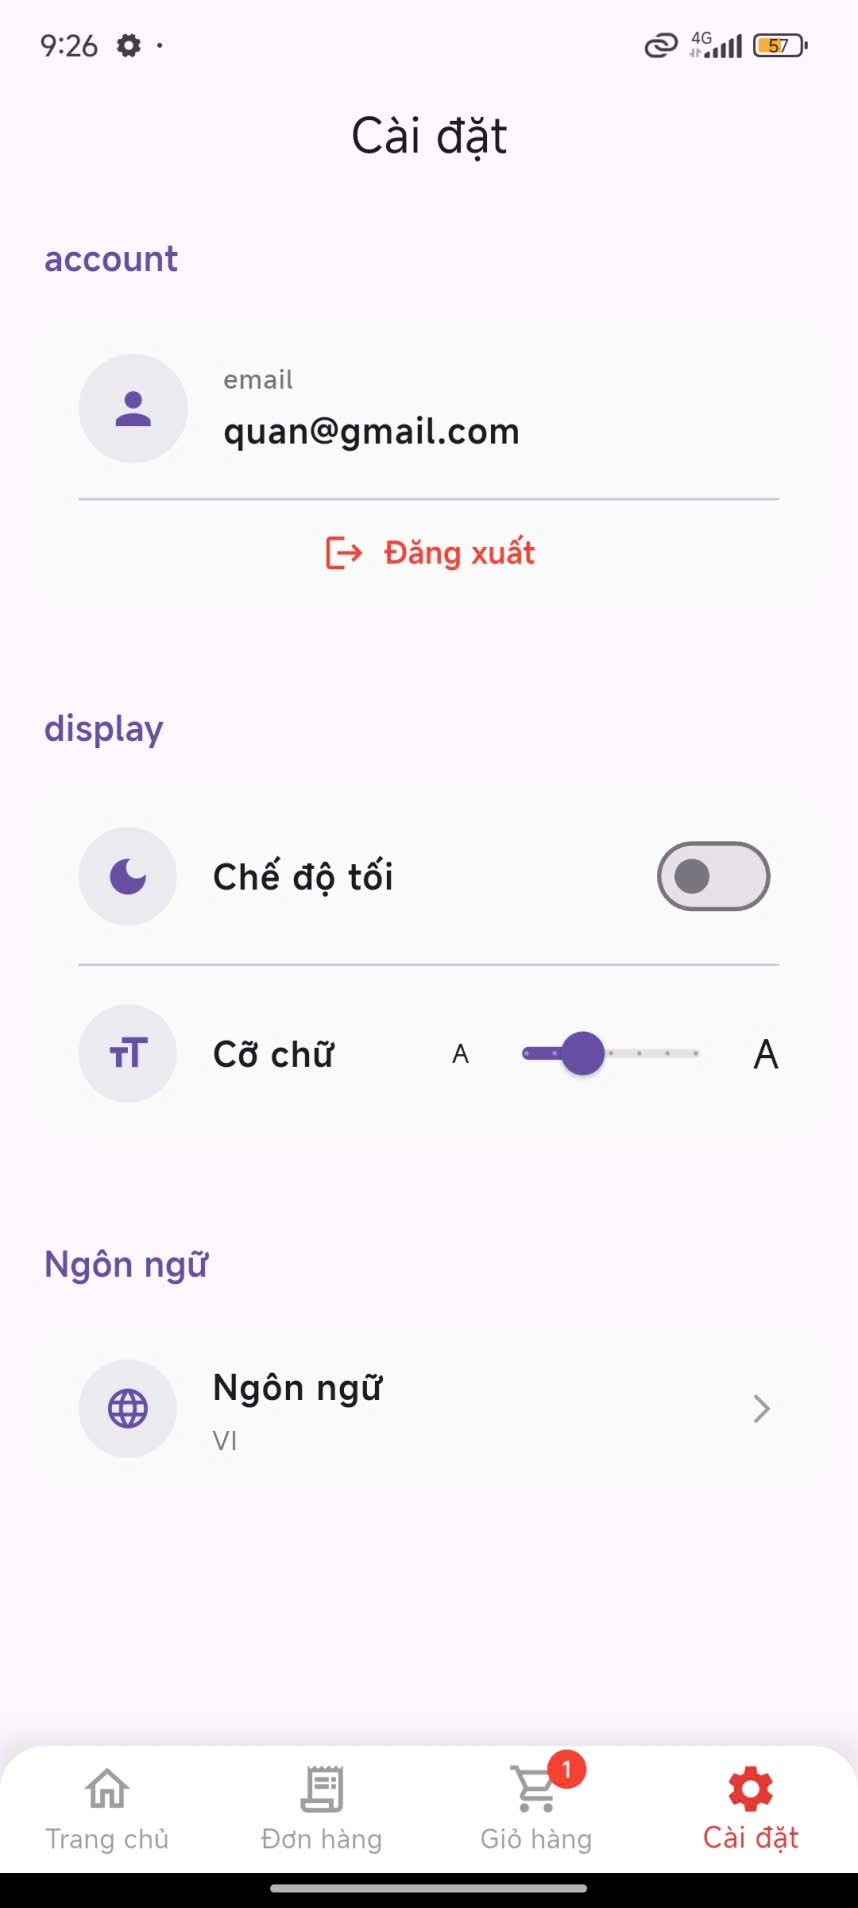 9:26
4G
57
Cài đặt
account
email
quan@gmail.com
Đăng xuất
display
Chế độ tối
TT
Cỡ chữ
A
A
Ngôn ngữ
Ngôn ngữ
VI
1
Trang chủ
Đơn hàng
Giỏ hàng
Cài đặt